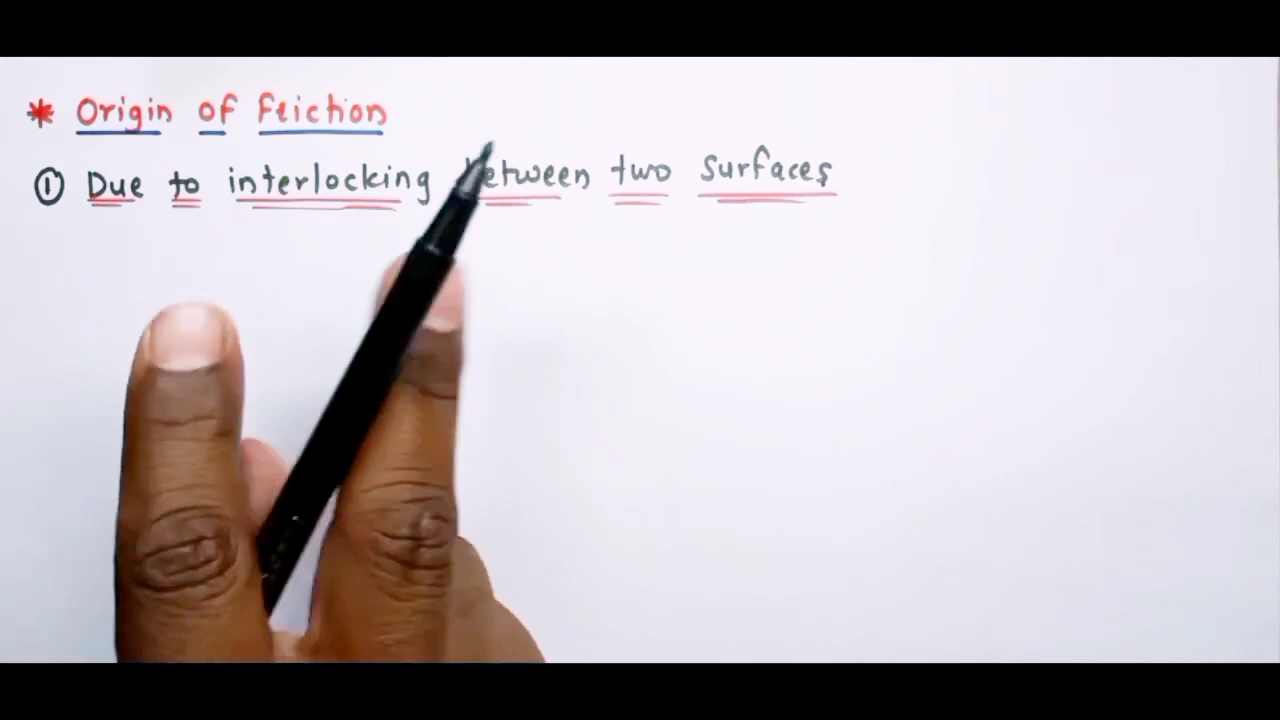 * Origin of Friction
① Due to interlocking between two surfaces